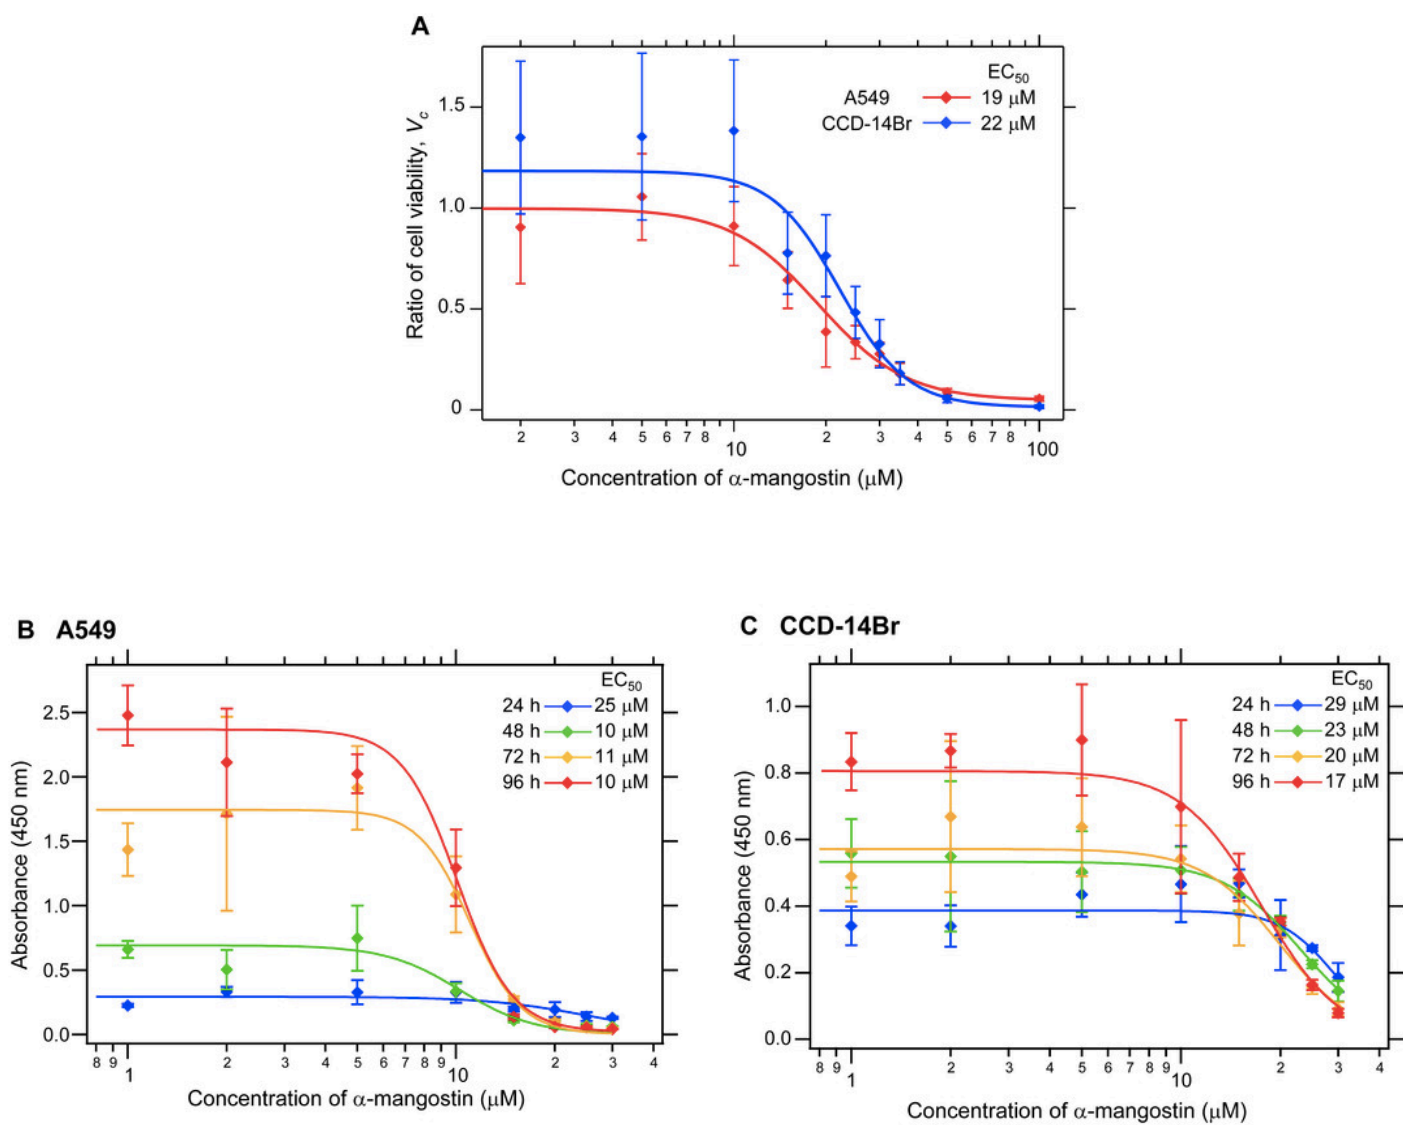 A
EC50
A549 19 μM
CCD-14Br 22 μM
Ratio of cell viability, Vc
1.5
1.0
0.5
0
2 3 4 5 6 7 8 10 2 3 4 5 6 7 8 100
Concentration of α-mangostin (μM)
B A549
EC50
24 h 25 μM
48 h 10 μM
72 h 11 μM
96 h 10 μM
Absorbance (450 nm)
2.5
2.0
1.5
1.0
0.5
0.0
8 9 1 2 3 4 5 6 7 8 9 10 2 3 4
Concentration of α-mangostin (μM)
C CCD-14Br
EC50
24 h 29 μM
48 h 23 μM
72 h 20 μM
96 h 17 μM
Absorbance (450 nm)
1.0
0.8
0.6
0.4
0.2
0.0
8 9 1 2 3 4 5 6 7 8 9 10 2 3 4
Concentration of α-mangostin (μM)